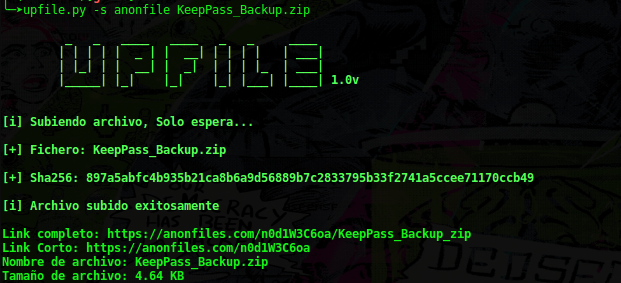 upfile.py -s anonfile KeepPass_Backup.zip
UPFILE 1.0v
[i] Subiendo archivo, Solo espera...
[+] Fichero: KeepPass_Backup.zip
[+] Sha256: 897a5abfc4b935b21ca8b6a9d56889b7c2833795b33f2741a5ccee71170ccb49
[i] Archivo subido exitosamente
Link completo: https://anonfiles.com/n0d1W3C6oa/KeepPass_Backup_zip
Link Corto: https://anonfiles.com/n0d1W3C6oa
Nombre de archivo: KeepPass_Backup.zip
Tamaño de archivo: 4.64 KB